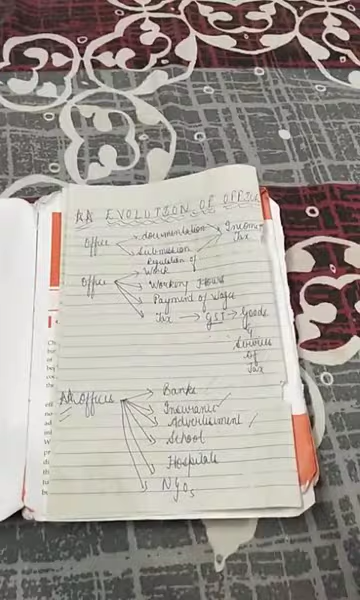 EVOLUTION OF OFFICE
Office
documentation
Submission
Income
Tax
Office
Regulation of
Work
Working Hours
Payment of Wages
Tax → GST → Goods
&
Services
of
Tax
Offices
Banks
Insurance
Advertisement
School
Hospitals
NGOs